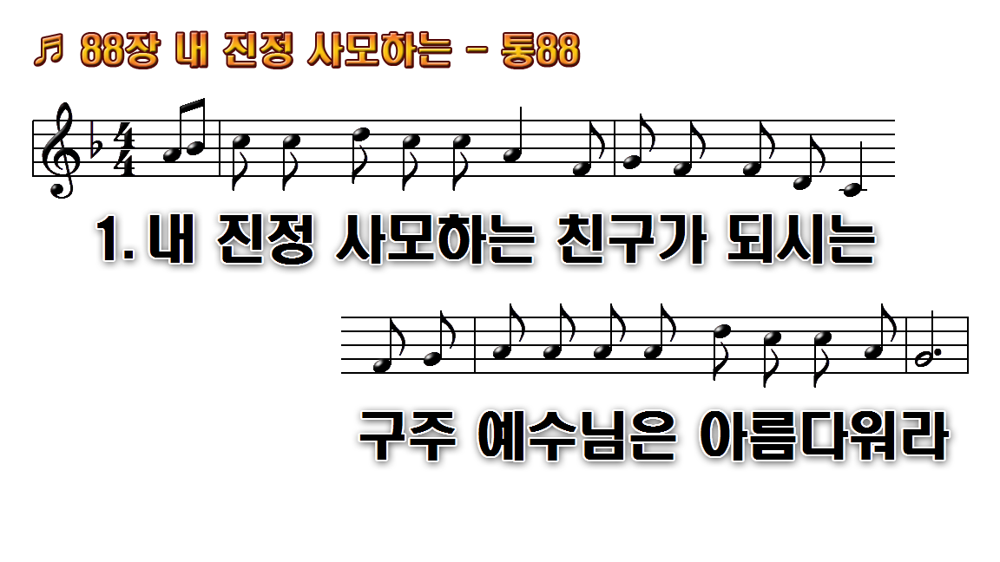 ♬ 88장 내 진정 사모하는 - 통88
4
4
1. 내 진정 사모하는 친구가 되시는
구주 예수님은 아름다워라